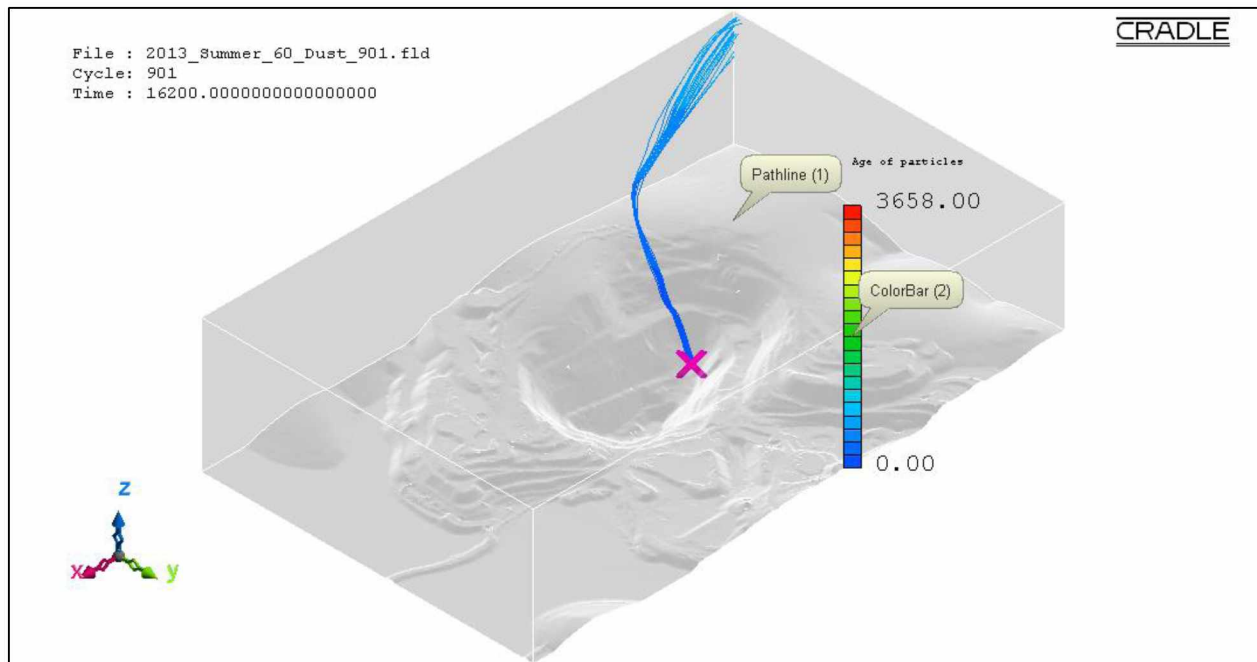 File : 2013_Summer_60_Dust_901.fld
Cycle: 901
Time : 16200.0000000000000000
CRADLE
Age of particles
Pathline (1)
3658.00
ColorBar (2)
0.00
z
x
y